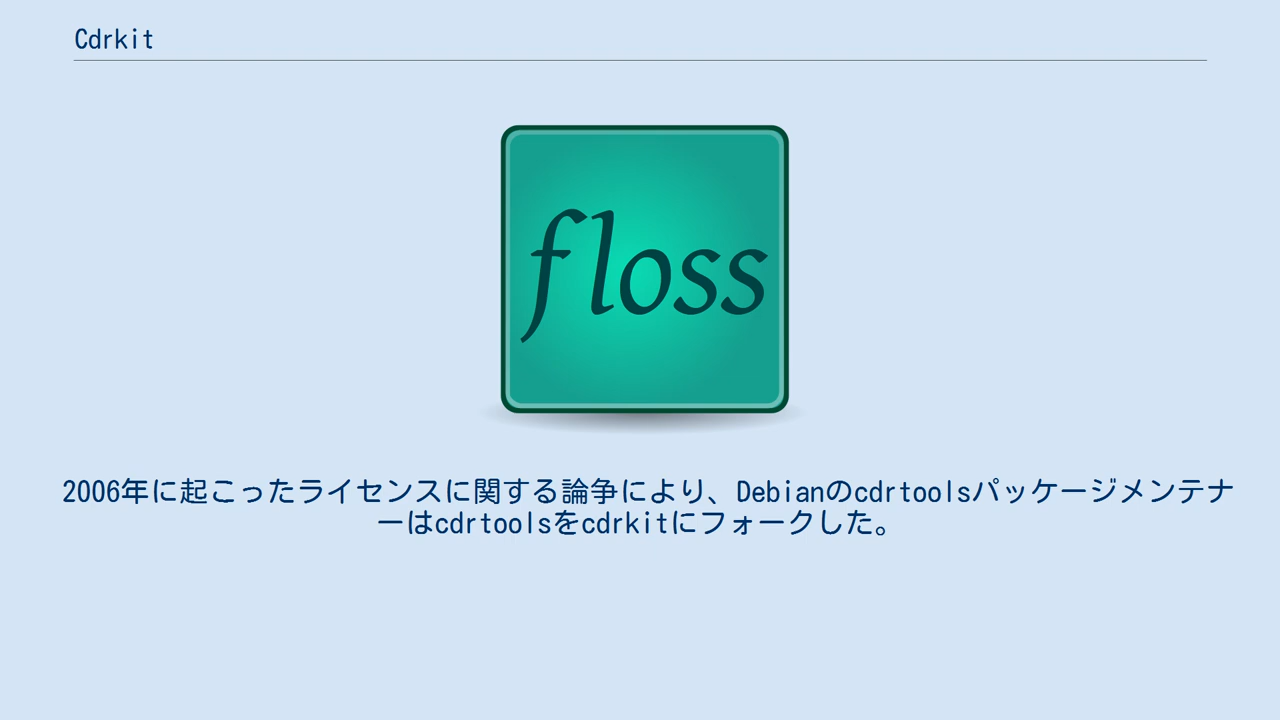 Cdrkit
floss
2006年に起こったライセンスに関する論争により、Debianのcdrtoolsパッケージメンテナ
ーはcdrtoolsをcdrkitにフォークした。